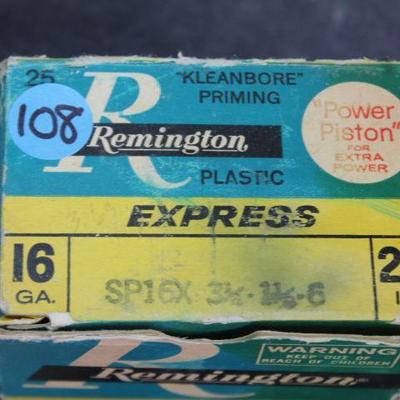 25 "KLEANBORE" PRIMING
108
R
Remington
PLASTIC
"Power Piston"
FOR
EXTRA
POWER
EXPRESS
16 GA.
SP16X 3¼-1⅛-6
2
R
Remington
WARNING
KEEP OUT OF
REACH OF CHILDREN